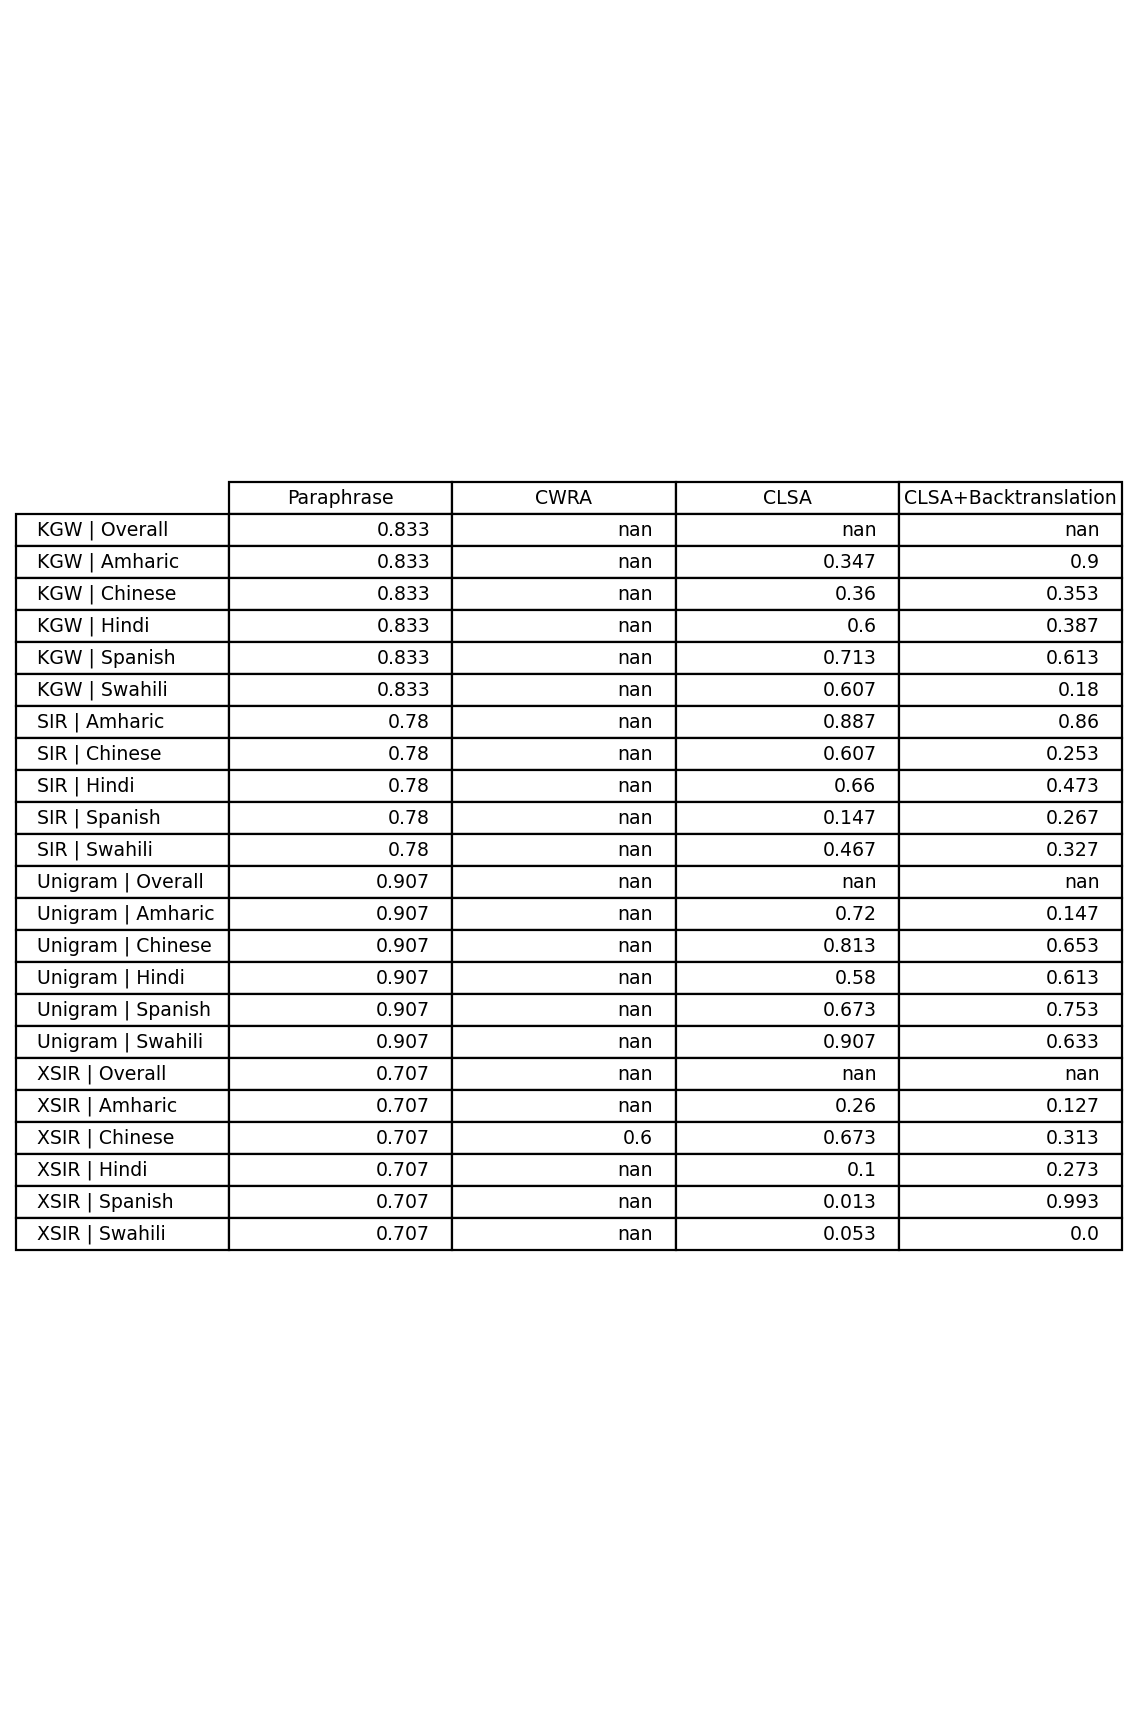 Paraphrase CWRA CLSA CLSA+Backtranslation
KGW | Overall 0.833 nan nan nan
KGW | Amharic 0.833 nan 0.347 0.9
KGW | Chinese 0.833 nan 0.36 0.353
KGW | Hindi 0.833 nan 0.6 0.387
KGW | Spanish 0.833 nan 0.713 0.613
KGW | Swahili 0.833 nan 0.607 0.18
SIR | Amharic 0.78 nan 0.887 0.86
SIR | Chinese 0.78 nan 0.607 0.253
SIR | Hindi 0.78 nan 0.66 0.473
SIR | Spanish 0.78 nan 0.147 0.267
SIR | Swahili 0.78 nan 0.467 0.327
Unigram | Overall 0.907 nan nan nan
Unigram | Amharic 0.907 nan 0.72 0.147
Unigram | Chinese 0.907 nan 0.813 0.653
Unigram | Hindi 0.907 nan 0.58 0.613
Unigram | Spanish 0.907 nan 0.673 0.753
Unigram | Swahili 0.907 nan 0.907 0.633
XSIR | Overall 0.707 nan nan nan
XSIR | Amharic 0.707 nan 0.26 0.127
XSIR | Chinese 0.707 0.6 0.673 0.313
XSIR | Hindi 0.707 nan 0.1 0.273
XSIR | Spanish 0.707 nan 0.013 0.993
XSIR | Swahili 0.707 nan 0.053 0.0